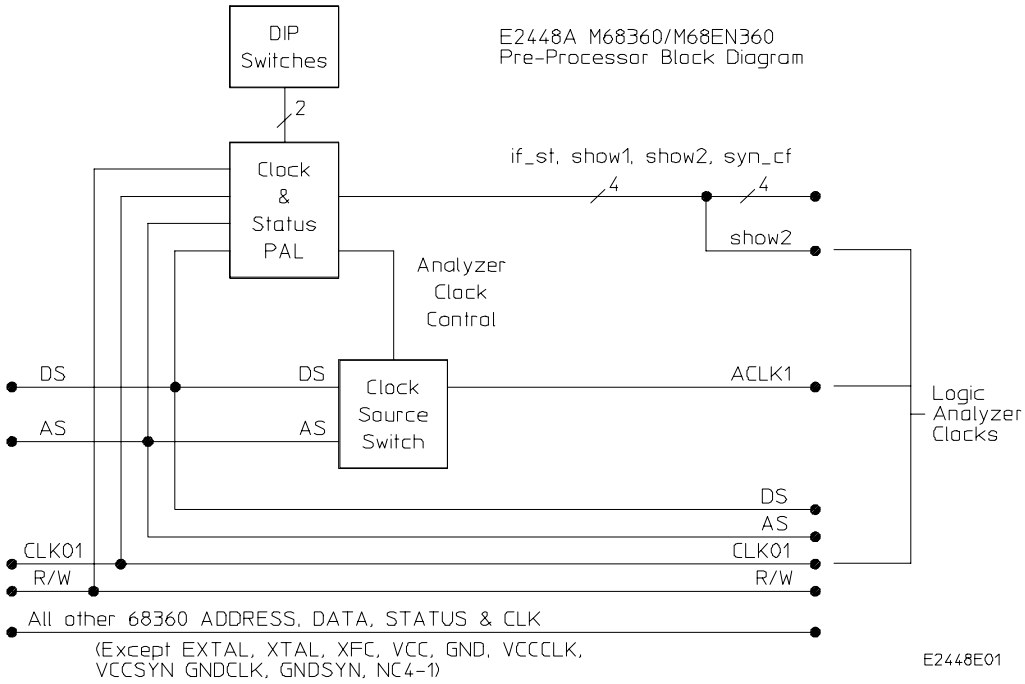 DIP
Switches
E2448A M68360/M68EN360
Pre-Processor Block Diagram
2
if_st, show1, show2, syn_cf
Clock
&
Status
PAL
4
4
show2
Analyzer
Clock
Control
DS
DS
Clock
Source
Switch
ACLK1
AS
AS
Logic
Analyzer
Clocks
DS
AS
CLK01
CLK01
R/W
R/W
All other 68360 ADDRESS, DATA, STATUS & CLK
(Except EXTAL, XTAL, XFC, VCC, GND, VCCCLK,
VCCSYN GNDCLK, GNDSYN, NC4-1)
E2448E01